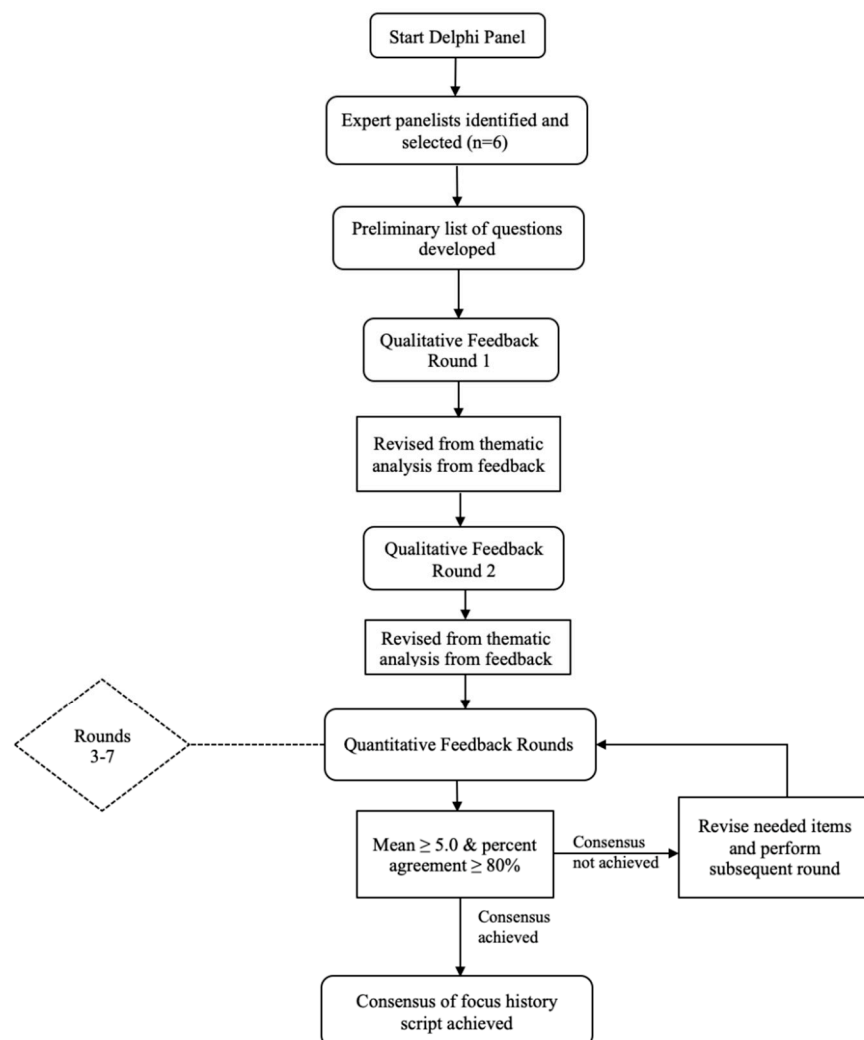 Start Delphi Panel
Expert panelists identified and
selected (n=6)
Preliminary list of questions
developed
Qualitative Feedback
Round 1
Revised from thematic
analysis from feedback
Qualitative Feedback
Round 2
Revised from thematic
analysis from feedback
Rounds
3-7
Quantitative Feedback Rounds
Mean ≥ 5.0 & percent
agreement ≥ 80%
Consensus
not achieved
Revise needed items
and perform
subsequent round
Consensus
achieved
Consensus of focus history
script achieved